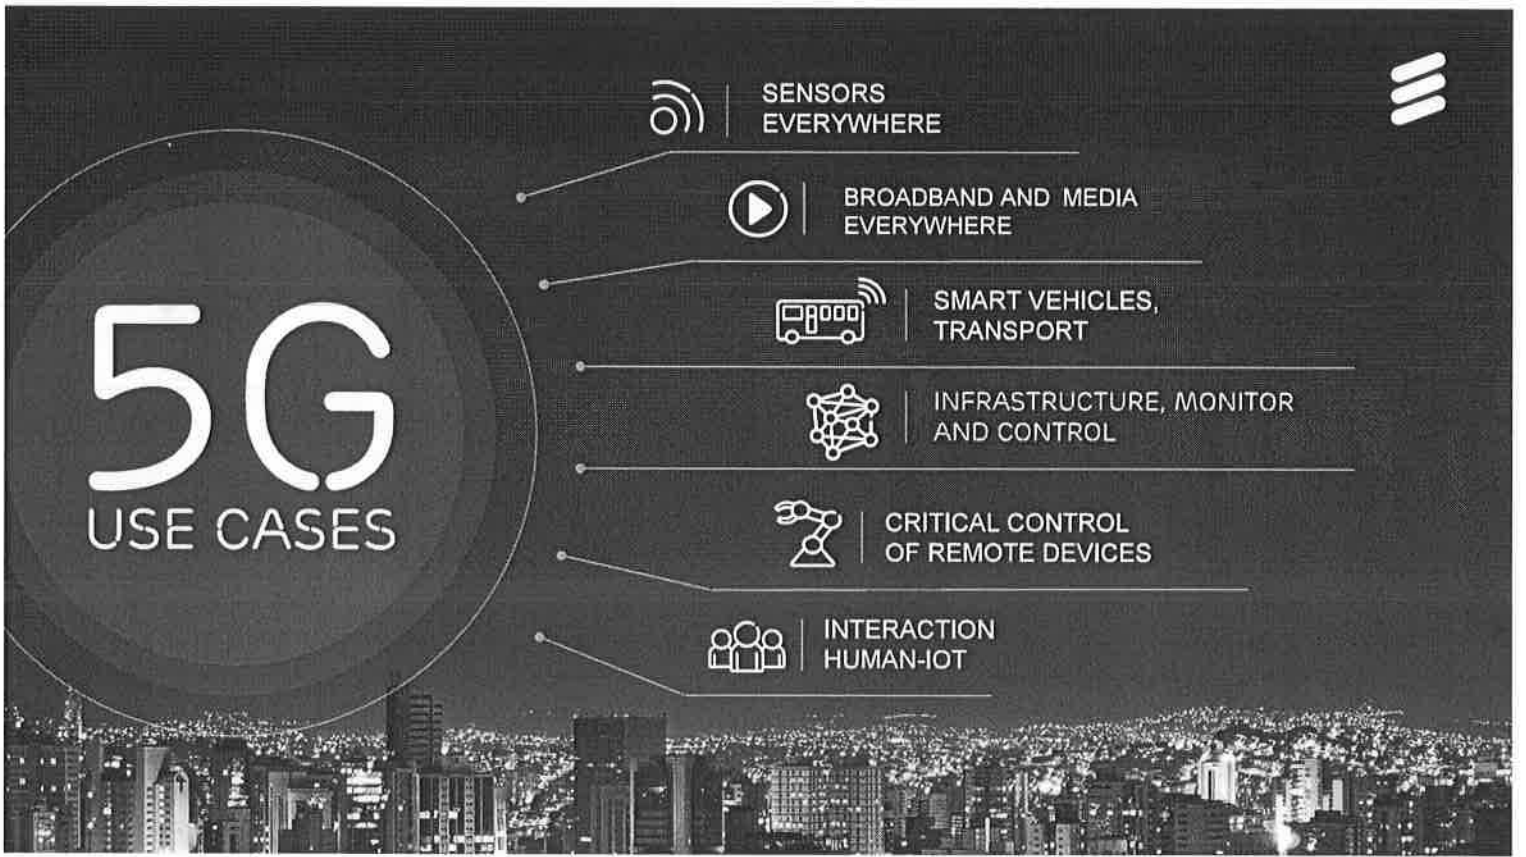 SENSORS
EVERYWHERE
BROADBAND AND MEDIA
EVERYWHERE
SMART VEHICLES,
TRANSPORT
INFRASTRUCTURE, MONITOR
AND CONTROL
CRITICAL CONTROL
OF REMOTE DEVICES
INTERACTION
HUMAN-IOT
5G
USE CASES